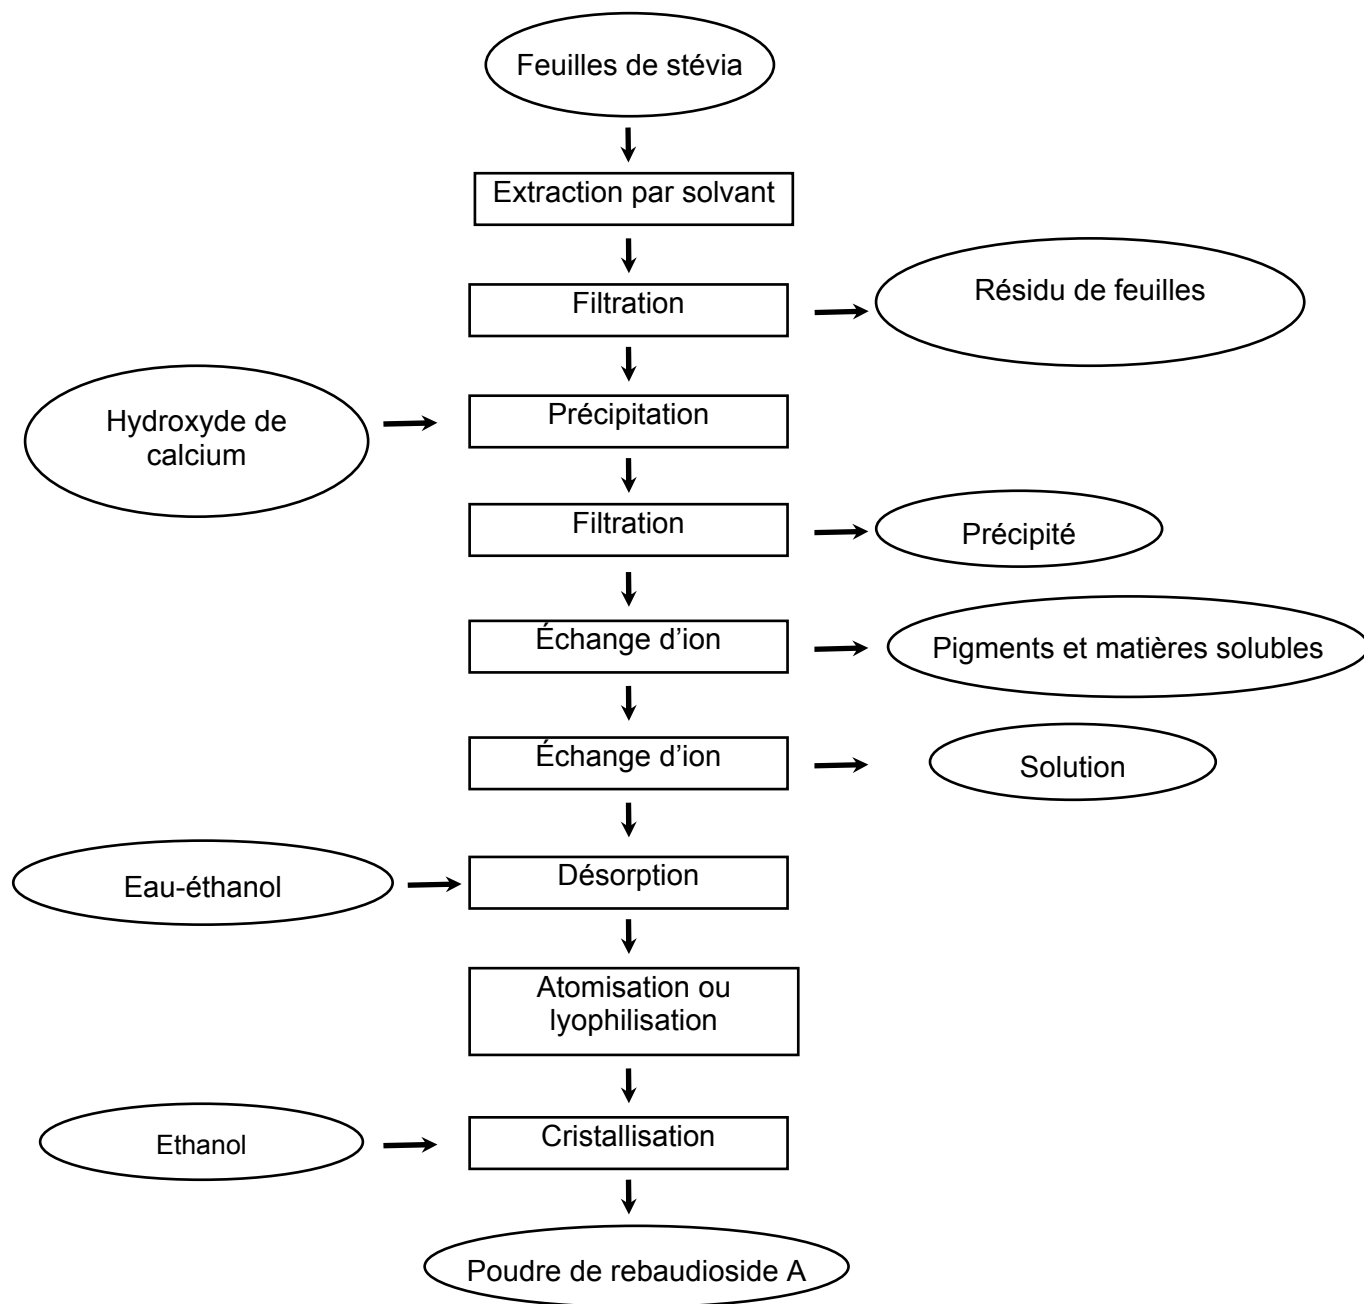 Feuilles de stévia
Extraction par solvant
Filtration
Résidu de feuilles
Hydroxyde de
calcium
Précipitation
Filtration
Précipité
Échange d’ion
Pigments et matières solubles
Échange d’ion
Solution
Eau-éthanol
Désorption
Atomisation ou
lyophilisation
Ethanol
Cristallisation
Poudre de rebaudioside A